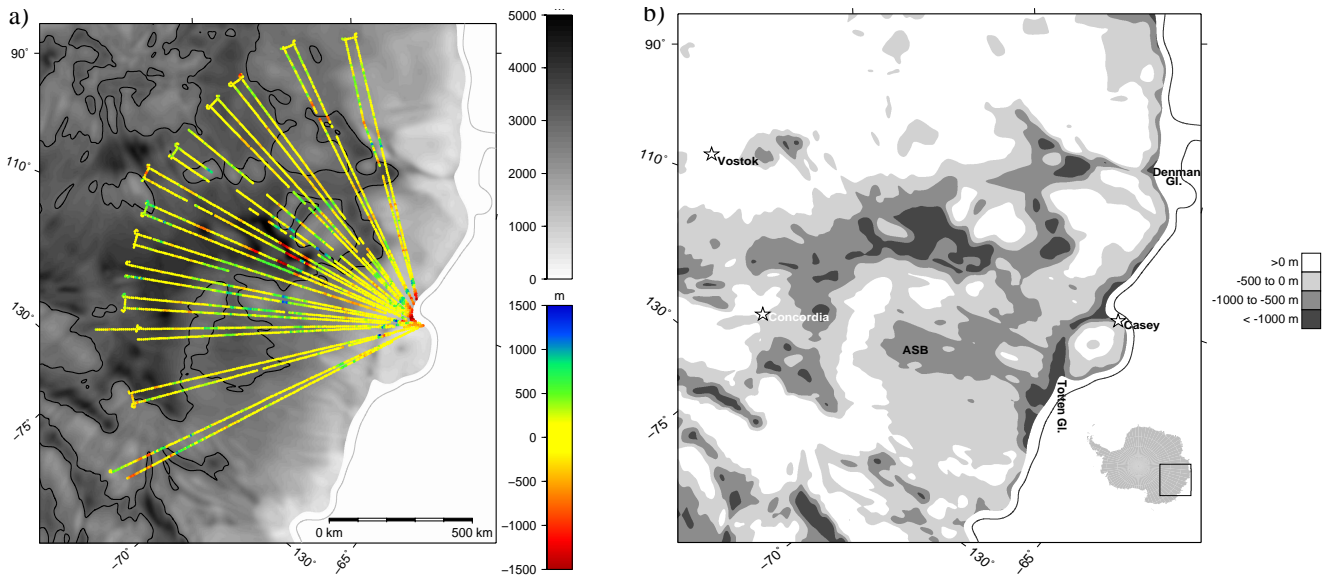 a)
90°
110°
130°
−75°
−70°
130°
−65°
0 km
500 km
5000
4000
3000
2000
1000
0
m
1500
1000
500
0
−500
−1000
−1500
b)
90°
110°
130°
−75°
−70°
130°
−65°
Vostok
Concordia
ASB
Casey
Denman
Gl.
Totten Gl.
>0 m
-500 to 0 m
-1000 to -500 m
< -1000 m